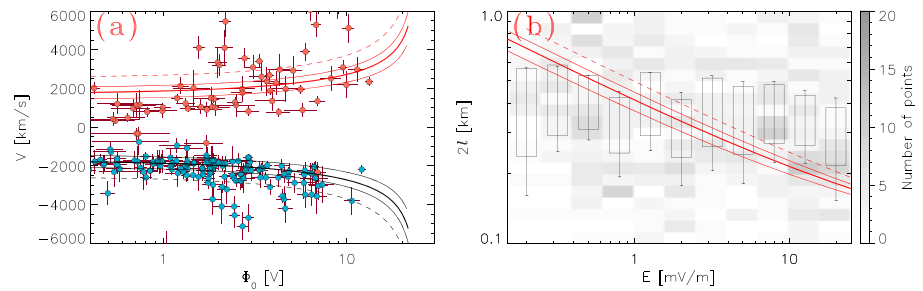 (a)
6000
4000
2000
0
−2000
−4000
−6000
V [km/s]
1
10
Φ₀ [V]
(b)
1.0
0.1
2l [km]
1
10
E [mV/m]
20
15
10
5
0
Number of points